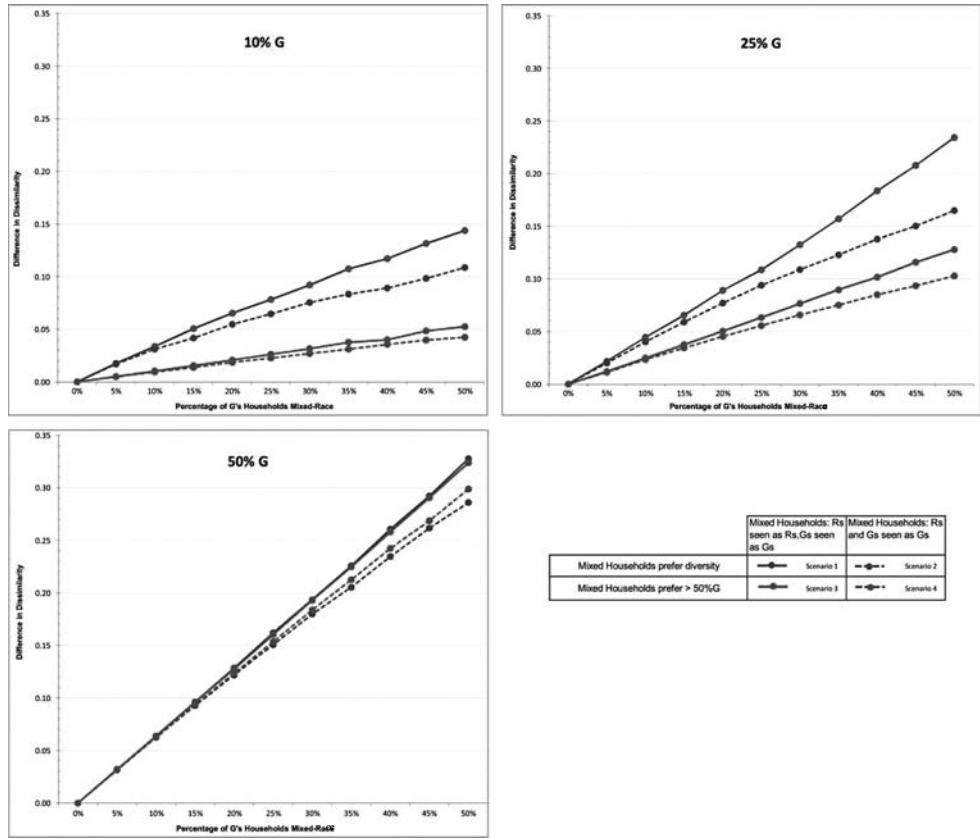 10% G
Difference in Dissimilarity
0.35
0.30
0.25
0.20
0.15
0.10
0.05
0.00
0% 5% 10% 15% 20% 25% 30% 35% 40% 45% 50%
Percentage of G's Households Mixed-Race
25% G
Difference in Dissimilarity
0.35
0.30
0.25
0.20
0.15
0.10
0.05
0.00
0% 5% 10% 15% 20% 25% 30% 35% 40% 45% 50%
Percentage of G's Households Mixed-Race
50% G
Difference in Dissimilarity
0.35
0.30
0.25
0.20
0.15
0.10
0.05
0.00
0% 5% 10% 15% 20% 25% 30% 35% 40% 45% 50%
Percentage of G's Households Mixed-Race
Mixed Households: Rs seen as Rs,Gs seen as Gs
Mixed Households: Rs and Gs seen as Gs
Mixed Households prefer diversity Scenario 1 Scenario 2
Mixed Households prefer > 50%G Scenario 3 Scenario 4